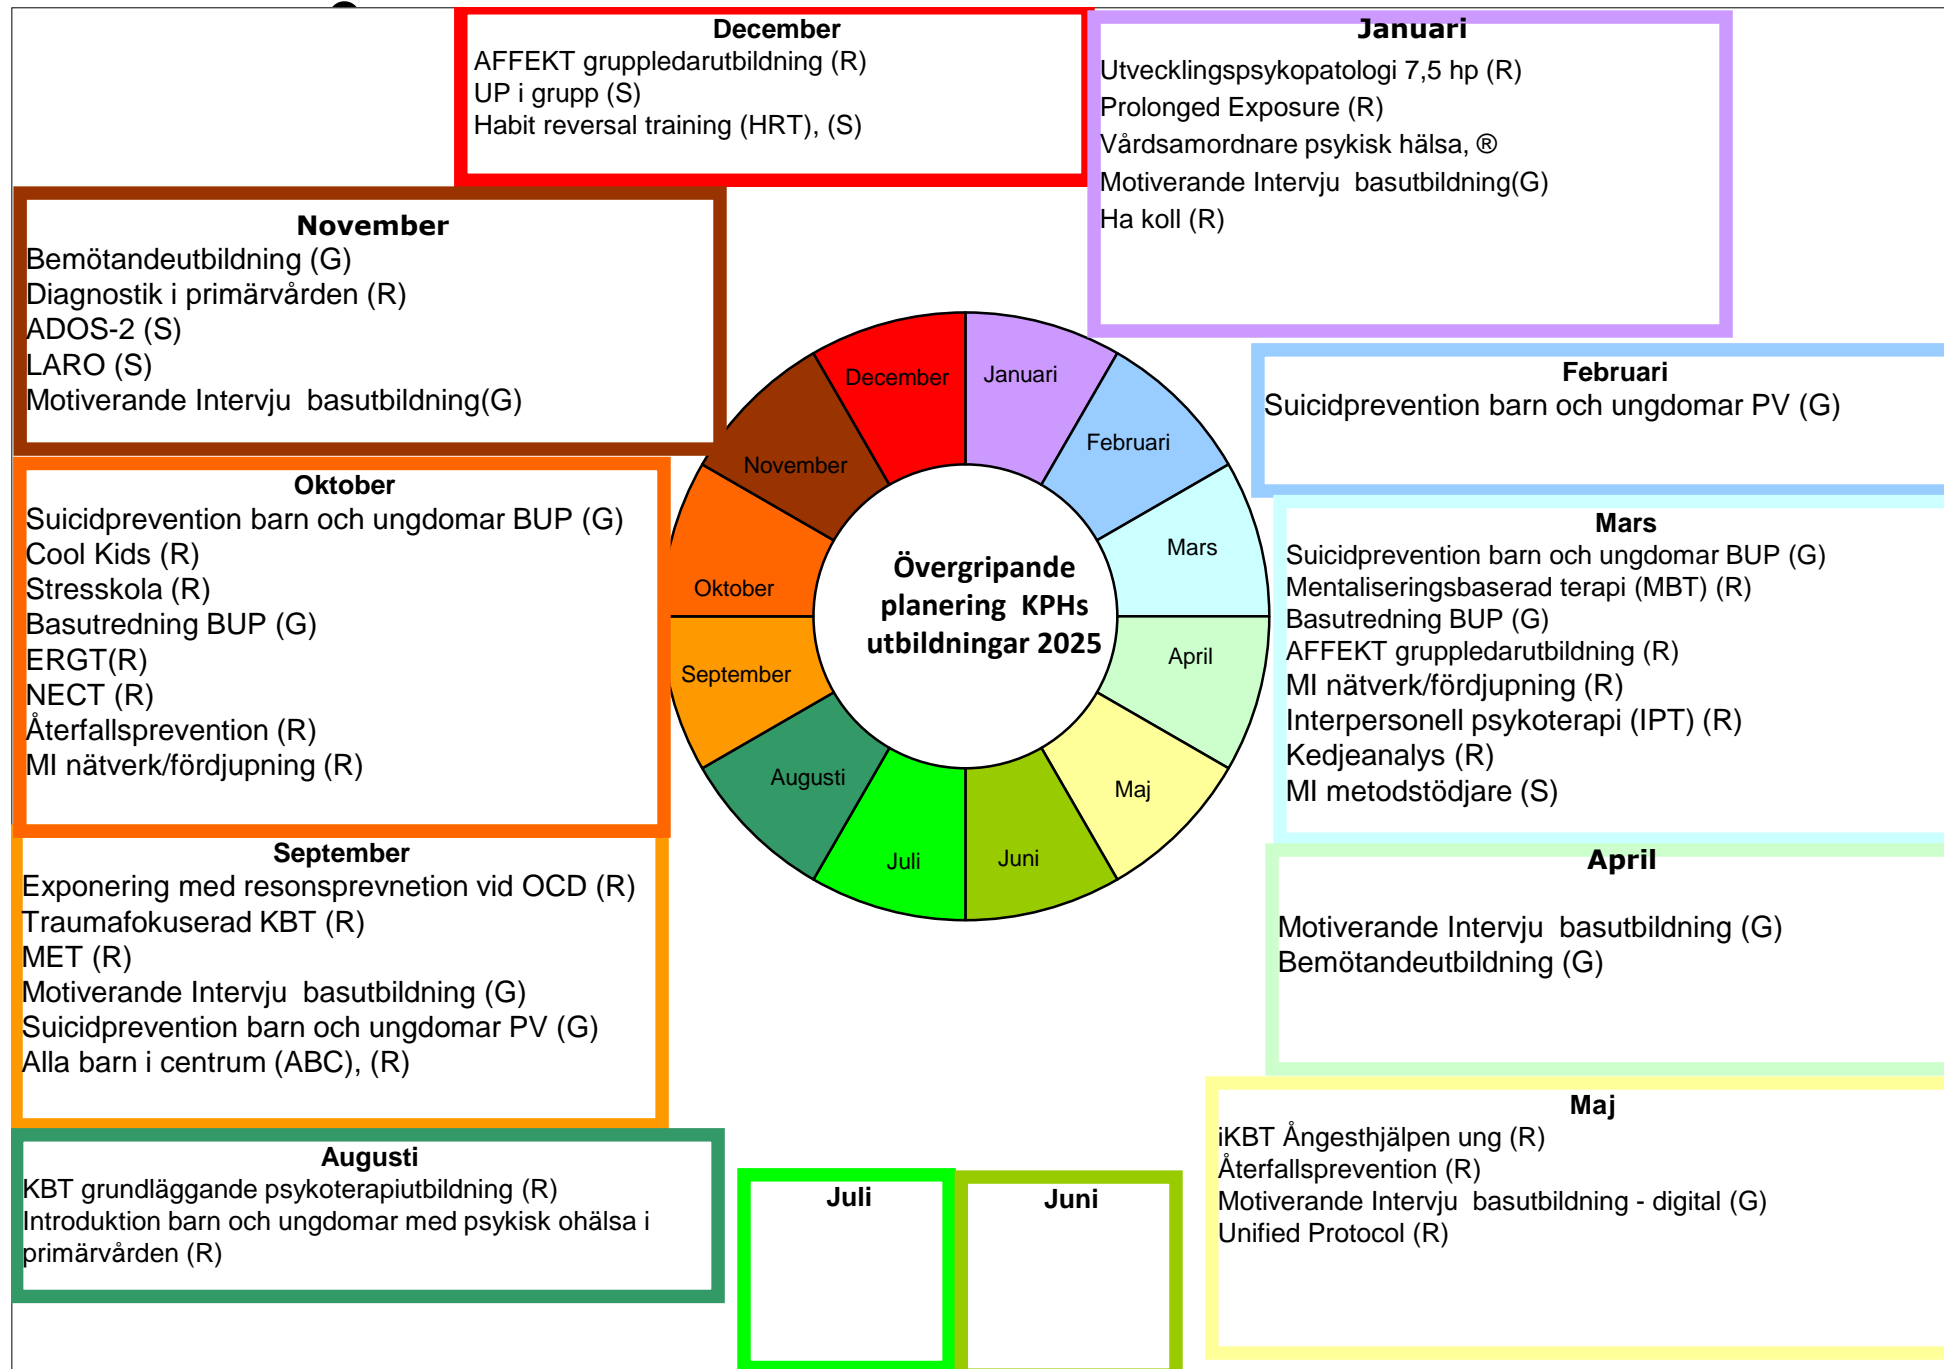 December
AFFEKT gruppledarutbildning (R)
UP i grupp (S)
Habit reversal training (HRT), (S)
Januari
Utvecklingspsykopatologi 7,5 hp (R)
Prolonged Exposure (R)
Vårdsamordnare psykisk hälsa, ®
Motiverande Intervju  basutbildning(G)
Ha koll (R)
November
Bemötandeutbildning (G)
Diagnostik i primärvården (R)
ADOS-2 (S)
LARO (S)
Motiverande Intervju  basutbildning(G)
Februari
Suicidprevention barn och ungdomar PV (G)
Oktober
Suicidprevention barn och ungdomar BUP (G)
Cool Kids (R)
Stresskola (R)
Basutredning BUP (G)
ERGT(R)
NECT (R)
Återfallsprevention (R)
MI nätverk/fördjupning (R)
Mars
Suicidprevention barn och ungdomar BUP (G)
Mentaliseringsbaserad terapi (MBT) (R)
Basutredning BUP (G)
AFFEKT gruppledarutbildning (R)
MI nätverk/fördjupning (R)
Interpersonell psykoterapi (IPT) (R)
Kedjeanalys (R)
MI metodstödjare (S)
December
Januari
Februari
Mars
April
Maj
Juni
Juli
Augusti
September
Oktober
November
Övergripande
planering  KPHs
utbildningar 2025
September
Exponering med resonsprevnetion vid OCD (R)
Traumafokuserad KBT (R)
MET (R)
Motiverande Intervju  basutbildning (G)
Suicidprevention barn och ungdomar PV (G)
Alla barn i centrum (ABC), (R)
April
Motiverande Intervju  basutbildning (G)
Bemötandeutbildning (G)
Maj
iKBT Ångesthjälpen ung (R)
Återfallsprevention (R)
Motiverande Intervju  basutbildning - digital (G)
Unified Protocol (R)
Augusti
KBT grundläggande psykoterapiutbildning (R)
Introduktion barn och ungdomar med psykisk ohälsa i
primärvården (R)
Juli
Juni